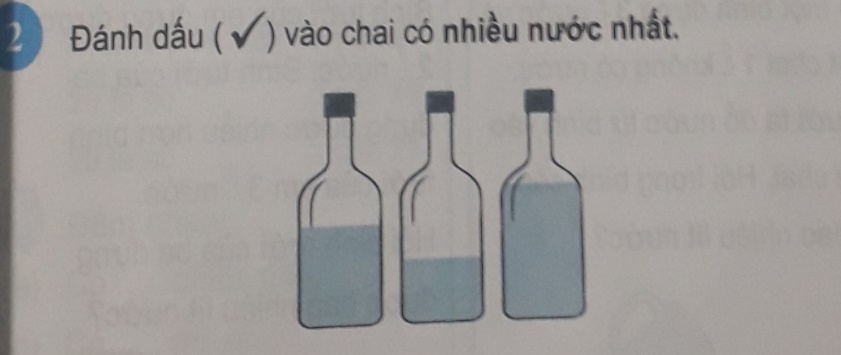 2 Đánh dấu ( ✓ ) vào chai có nhiều nước nhất.